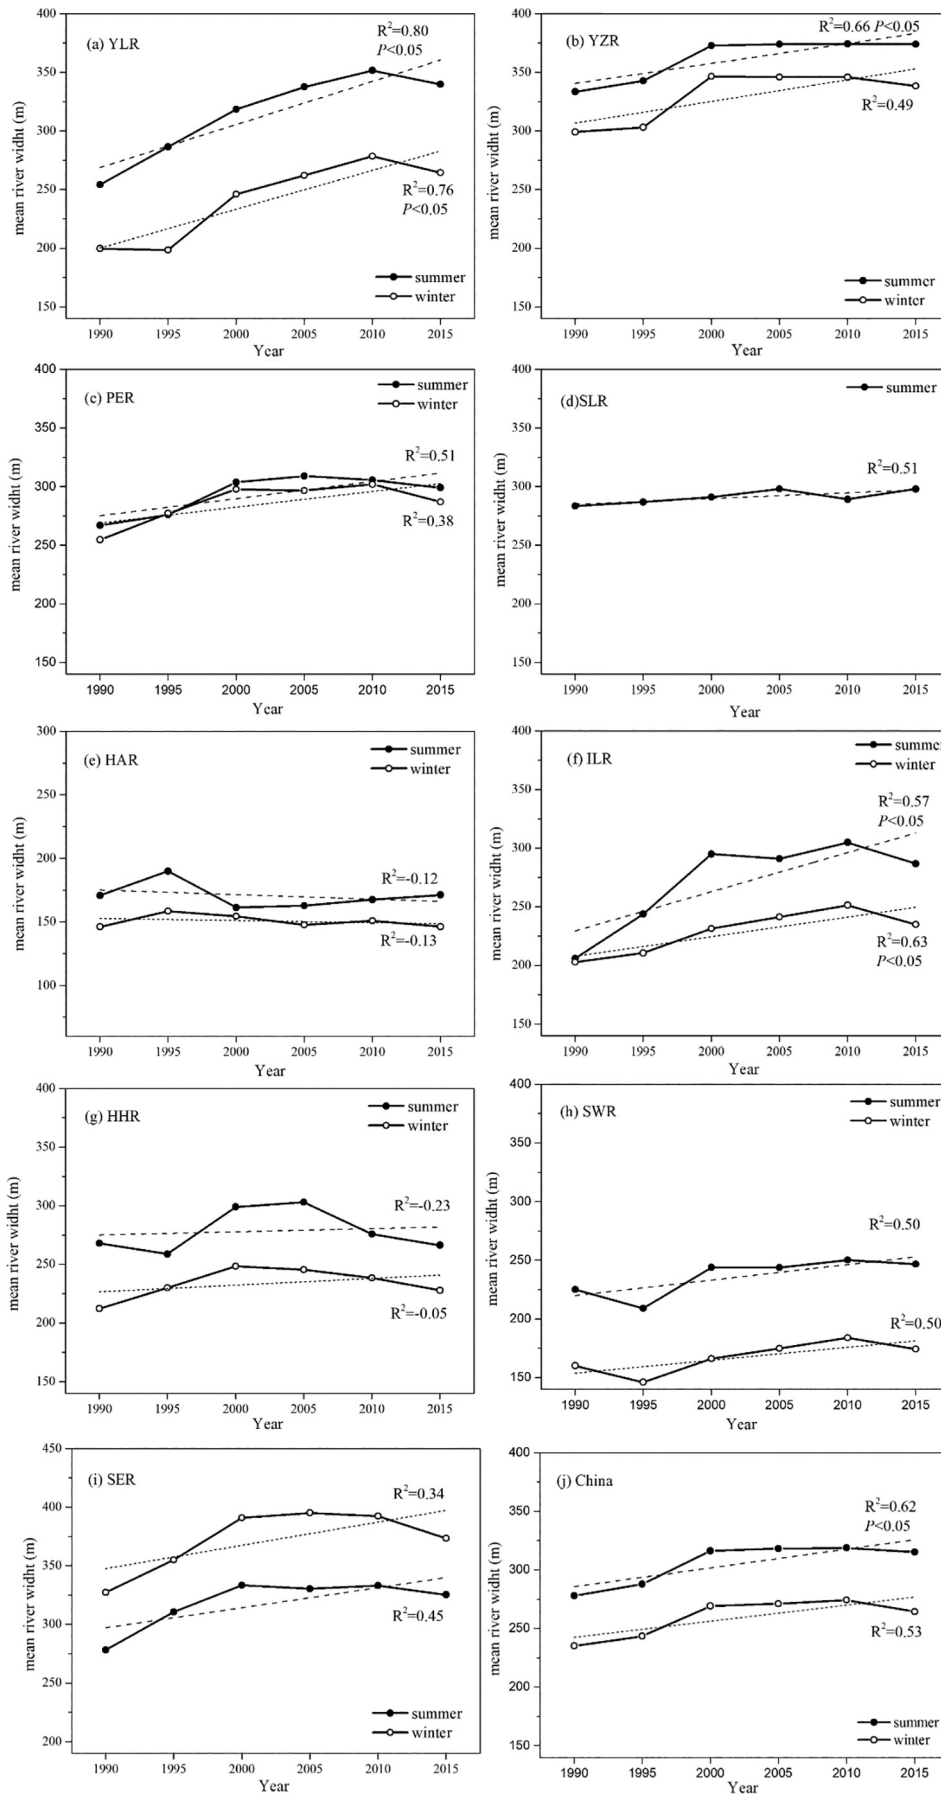 (a) YLR
R²=0.80
P<0.05
R²=0.76
P<0.05
summer
winter
mean river widht (m)
400
350
300
250
200
150
1990 1995 2000 2005 2010 2015
Year
(b) YZR
R²=0.66 P<0.05
R²=0.49
summer
winter
mean river widht (m)
400
350
300
250
200
150
1990 1995 2000 2005 2010 2015
Year
(c) PER
summer
winter
R²=0.51
R²=0.38
mean river widht (m)
400
350
300
250
200
150
1990 1995 2000 2005 2010 2015
Year
(d)SLR
summer
R²=0.51
mean river widht (m)
400
350
300
250
200
150
1990 1995 2000 2005 2010 2015
Year
(e) HAR
summer
winter
R²=-0.12
R²=-0.13
mean river widht (m)
300
250
200
150
100
1990 1995 2000 2005 2010 2015
Year
(f) ILR
summer
winter
R²=0.57
P<0.05
R²=0.63
P<0.05
mean river widht (m)
400
350
300
250
200
150
1990 1995 2000 2005 2010 2015
Year
(g) HHR
summer
winter
R²=-0.23
R²=-0.05
mean river widht (m)
400
350
300
250
200
150
1990 1995 2000 2005 2010 2015
Year
(h) SWR
summer
winter
R²=0.50
R²=0.50
mean river widht (m)
400
350
300
250
200
150
1990 1995 2000 2005 2010 2015
Year
(i) SER
R²=0.34
R²=0.45
summer
winter
mean river widht (m)
450
400
350
300
250
200
1990 1995 2000 2005 2010 2015
Year
(j) China
R²=0.62
P<0.05
R²=0.53
summer
winter
mean river widht (m)
400
350
300
250
200
150
1990 1995 2000 2005 2010 2015
Year